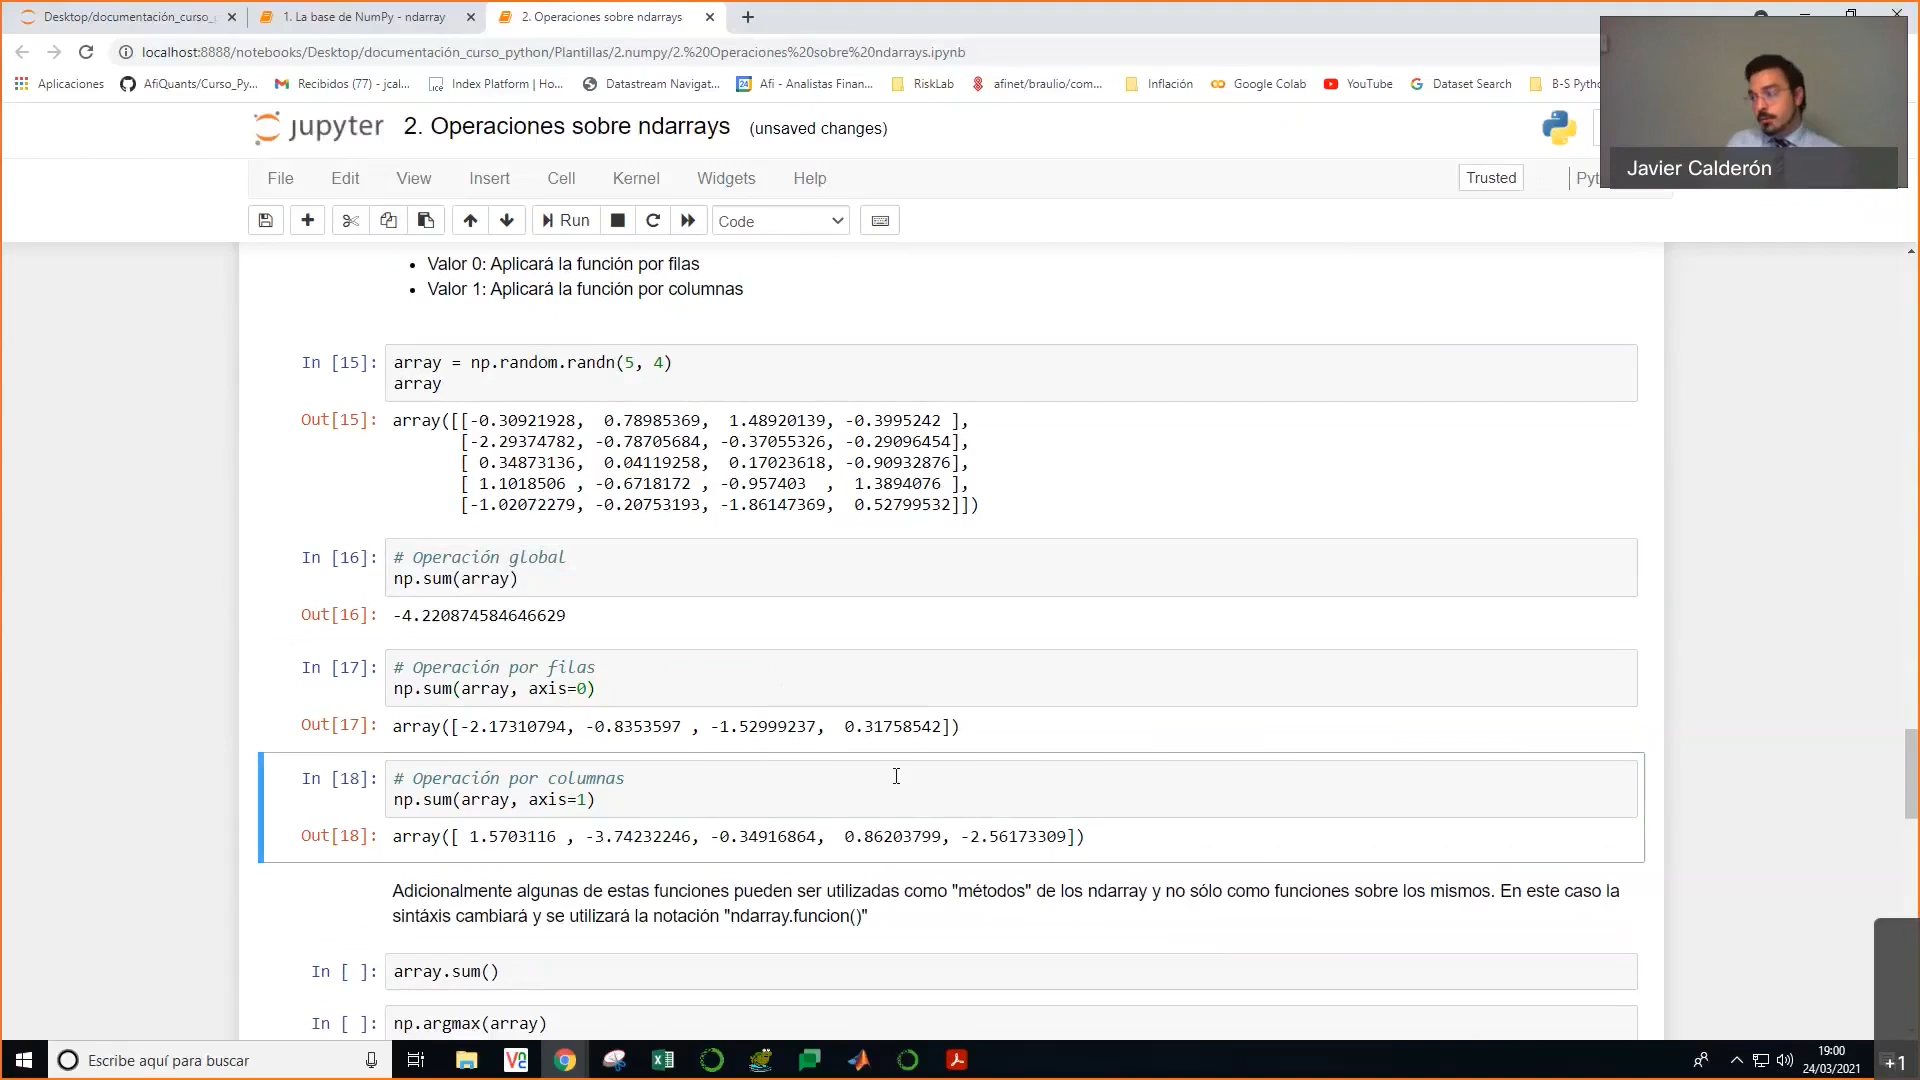 Desktop/documentación_curso_
1. La base de NumPy - ndarray
2. Operaciones sobre ndarrays
localhost:8888/notebooks/Desktop/documentación_curso_python/Plantillas/2.numpy/2.%20Operaciones%20sobre%20ndarrays.ipynb
Aplicaciones
AfiQuants/Curso_Py...
Recibidos (77) - jcal...
Index Platform | Ho...
Datastream Navigat...
Afi - Analistas Finan...
RiskLab
afinet/braulio/com...
Inflación
Google Colab
YouTube
Dataset Search
B-S Pytho
jupyter 2. Operaciones sobre ndarrays (unsaved changes)
Javier Calderón
File Edit View Insert Cell Kernel Widgets Help
Trusted
Pyt
Run
Code
Valor 0: Aplicará la función por filas
Valor 1: Aplicará la función por columnas
In [15]: array = np.random.randn(5, 4)
array
Out[15]: array([[-0.30921928, 0.78985369, 1.48920139, -0.3995242 ],
[-2.29374782, -0.78705684, -0.37055326, -0.29096454],
[ 0.34873136, 0.04119258, 0.17023618, -0.90932876],
[ 1.1018506 , -0.6718172 , -0.957403 , 1.3894076 ],
[-1.02072279, -0.20753193, -1.86147369, 0.52799532]])
In [16]: # Operación global
np.sum(array)
Out[16]: -4.220874584646629
In [17]: # Operación por filas
np.sum(array, axis=0)
Out[17]: array([-2.17310794, -0.8353597 , -1.52999237, 0.31758542])
In [18]: # Operación por columnas
np.sum(array, axis=1)
Out[18]: array([ 1.5703116 , -3.74232246, -0.34916864, 0.86203799, -2.56173309])
Adicionalmente algunas de estas funciones pueden ser utilizadas como "métodos" de los ndarray y no sólo como funciones sobre los mismos. En este caso la
sintáxis cambiará y se utilizará la notación "ndarray.funcion()"
In [ ]: array.sum()
In [ ]: np.argmax(array)
Escribe aquí para buscar
19:00
24/03/2021
+1